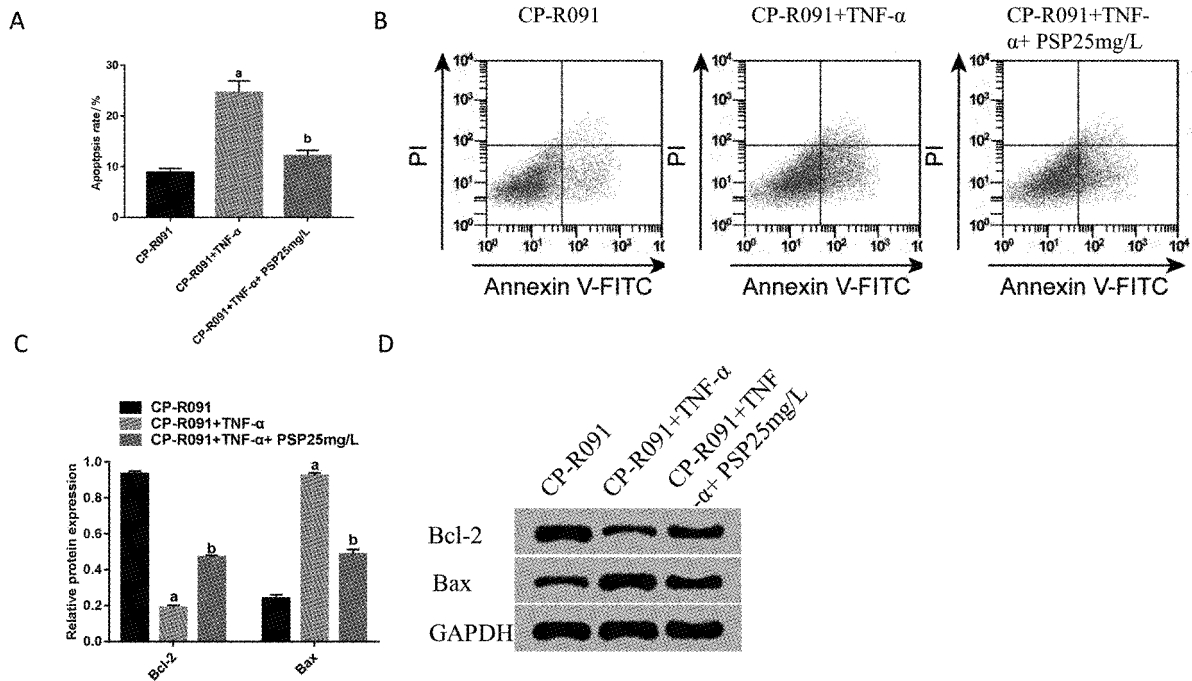 A
30
20
10
0
Apoptosis rate/%
a
b
CP-R091
CP-R091+TNF-α
CP-R091+TNF-α+ PSP25mg/L
B
CP-R091
CP-R091+TNF-α
CP-R091+TNF-
α+ PSP25mg/L
10⁴
10³
10²
10¹
10⁰
PI
10⁰ 10¹ 10² 10³ 10
Annexin V-FITC
10⁴
10³
10²
10¹
10⁰
PI
10⁰ 10¹ 10² 10³ 10
Annexin V-FITC
10⁴
10³
10²
10¹
10⁰
PI
10⁰ 10¹ 10² 10³ 10⁴
Annexin V-FITC
C
CP-R091
CP-R091+TNF-α
CP-R091+TNF-α+ PSP25mg/L
1.0
0.8
0.6
0.4
0.2
0.0
Relative protein expression
a
b
a
b
Bcl-2
Bax
D
CP-R091
CP-R091+TNF-α
CP-R091+TNF
-α+ PSP25mg/L
Bcl-2
Bax
GAPDH